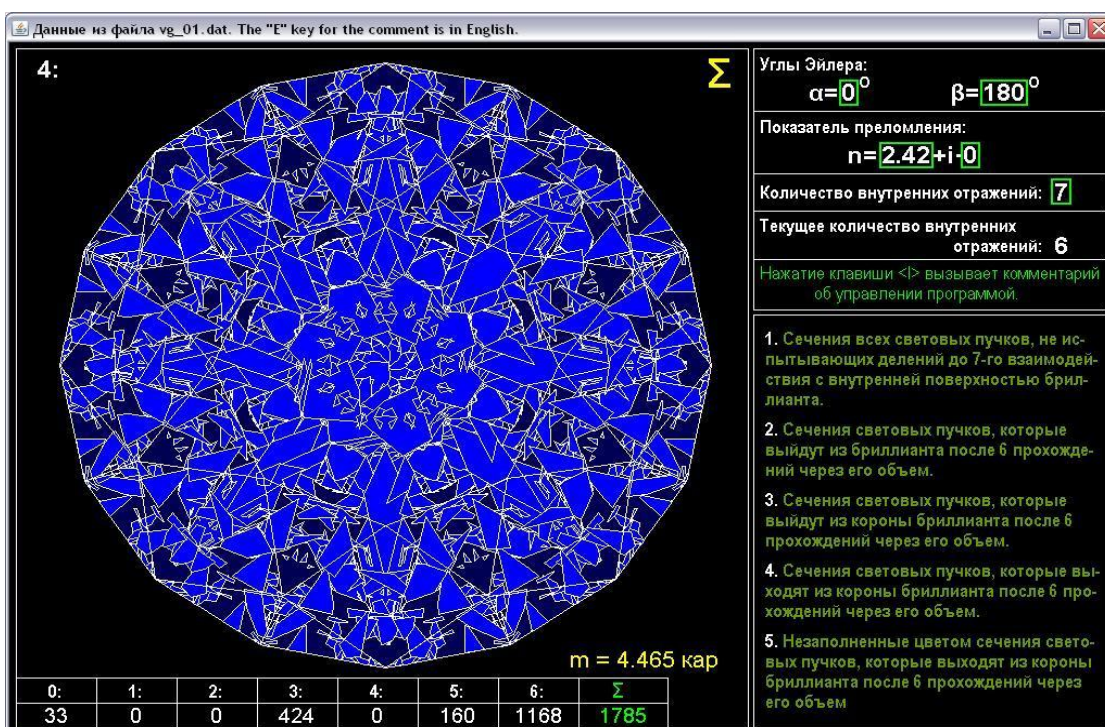 Данные из файла vg_01.dat. The "E" key for the comment is in English.
4:
Σ
m = 4.465 кар
0: 1: 2: 3: 4: 5: 6: Σ
33 0 0 424 0 160 1168 1785
Углы Эйлера:
α=0° β=180°
Показатель преломления:
n=2.42+i·0
Количество внутренних отражений: 7
Текущее количество внутренних
отражений: 6
Нажатие клавиши <I> вызывает комментарий
об управлении программой.
1. Сечения всех световых пучков, не ис-
пытывающих делений до 7-го взаимодей-
ствия с внутренней поверхностью брил-
лианта.
2. Сечения световых пучков, которые
выйдут из бриллианта после 6 прохожде-
ний через его объем.
3. Сечения световых пучков, которые
выйдут из короны бриллианта после 6
прохождений через его объем.
4. Сечения световых пучков, которые вы-
ходят из короны бриллианта после 6 про-
хождений через его объем.
5. Незаполненные цветом сечения свето-
вых пучков, которые выходят из короны
бриллианта после 6 прохождений через
его объем